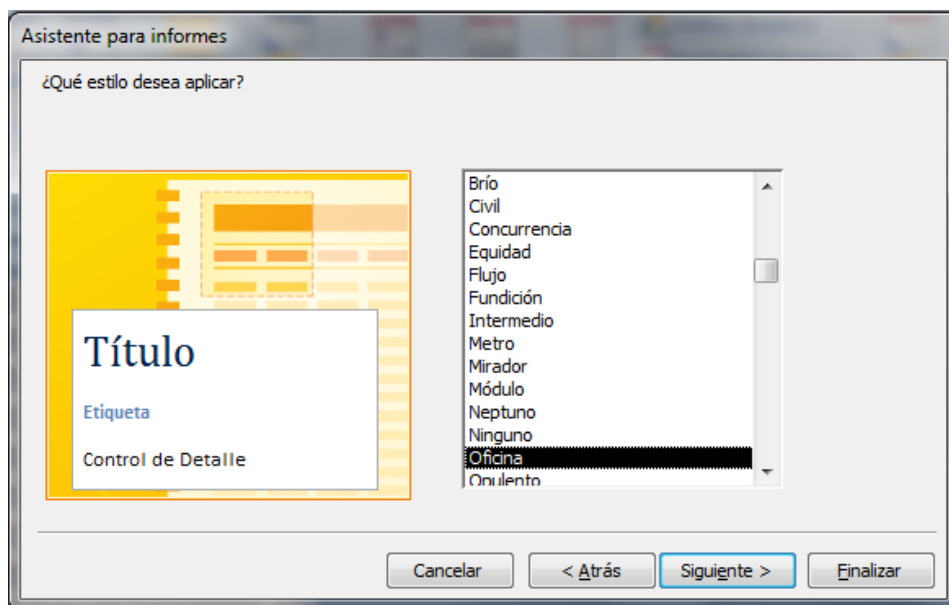 Asistente para informes
¿Qué estilo desea aplicar?
Título
Etiqueta
Control de Detalle
Brío
Civil
Concurrencia
Equidad
Flujo
Fundición
Intermedio
Metro
Mirador
Módulo
Neptuno
Ninguno
Oficina
Opulento
Cancelar
< Atrás
Siguiente >
Finalizar